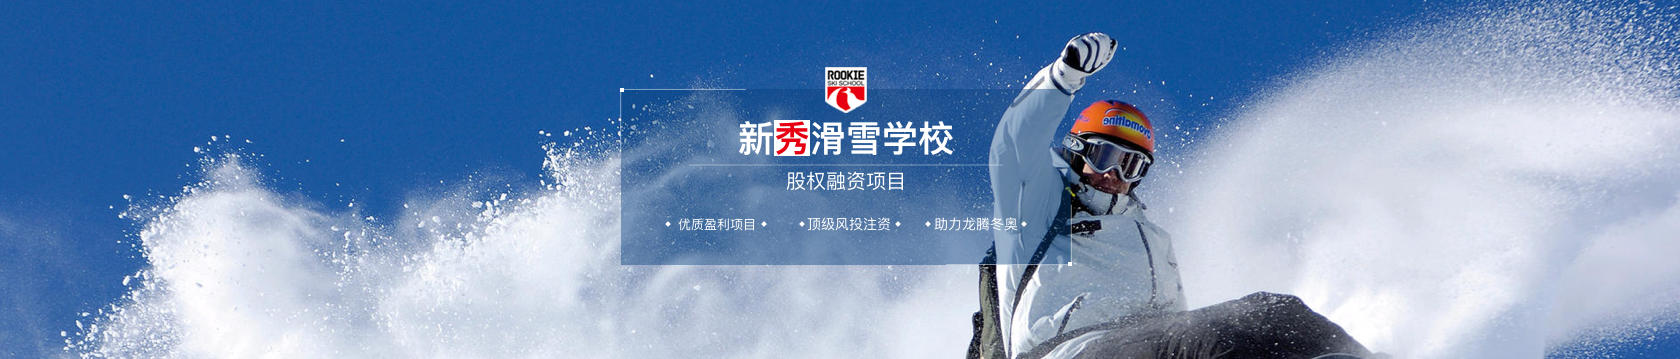 ROOKIE
SKI SCHOOL
新秀滑雪学校
股权融资项目
优质盈利项目 顶级风投注资 助力龙腾冬奥